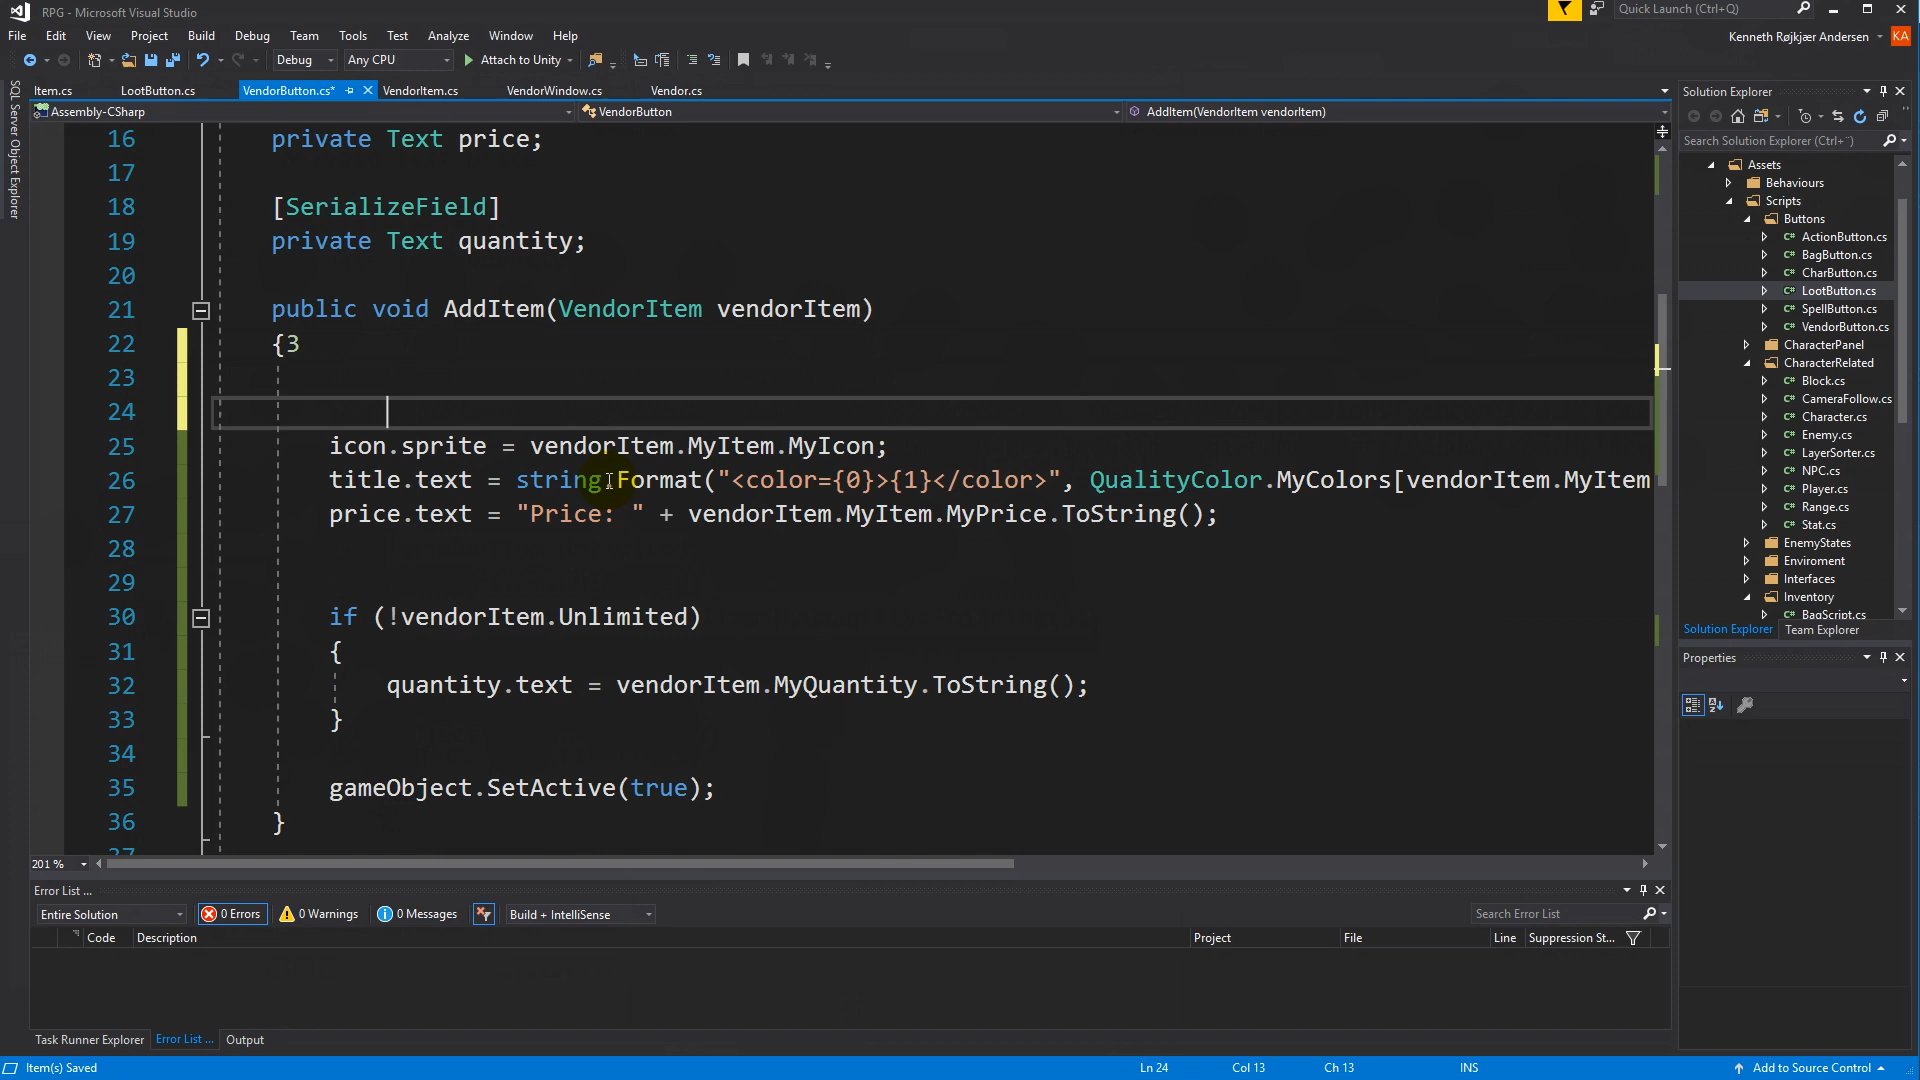 RPG - Microsoft Visual Studio
Quick Launch (Ctrl+Q)
File Edit View Project Build Debug Team Tools Test Analyze Window Help
Kenneth Røjkjær Andersen
KA
Debug Any CPU Attach to Unity
SQL Server Object Explorer
Item.cs LootButton.cs VendorButton.cs* VendorItem.cs VendorWindow.cs Vendor.cs
Assembly-CSharp VendorButton AddItem(VendorItem vendorItem)
16 private Text price;
17
18 [SerializeField]
19 private Text quantity;
20
21 public void AddItem(VendorItem vendorItem)
22 {3
23
24
25 icon.sprite = vendorItem.MyItem.MyIcon;
26 title.text = string.Format("<color={0}>{1}</color>", QualityColor.MyColors[vendorItem.MyItem
27 price.text = "Price: " + vendorItem.MyItem.MyPrice.ToString();
28
29
30 if (!vendorItem.Unlimited)
31 {
32 quantity.text = vendorItem.MyQuantity.ToString();
33 }
34
35 gameObject.SetActive(true);
36 }
37
201 %
Solution Explorer
Search Solution Explorer (Ctrl+¨)
Assets
Behaviours
Scripts
Buttons
C# ActionButton.cs
C# BagButton.cs
C# CharButton.cs
C# LootButton.cs
C# SpellButton.cs
C# VendorButton.cs
CharacterPanel
CharacterRelated
C# Block.cs
C# CameraFollow.cs
C# Character.cs
C# Enemy.cs
C# LayerSorter.cs
C# NPC.cs
C# Player.cs
C# Range.cs
C# Stat.cs
EnemyStates
Enviroment
Interfaces
Inventory
C# BagScript.cs
Solution Explorer Team Explorer
Properties
Error List ...
Entire Solution 0 Errors 0 Warnings 0 Messages Build + IntelliSense Search Error List
Code Description Project File Line Suppression St...
Task Runner Explorer Error List ... Output
Item(s) Saved Ln 24 Col 13 Ch 13 INS Add to Source Control